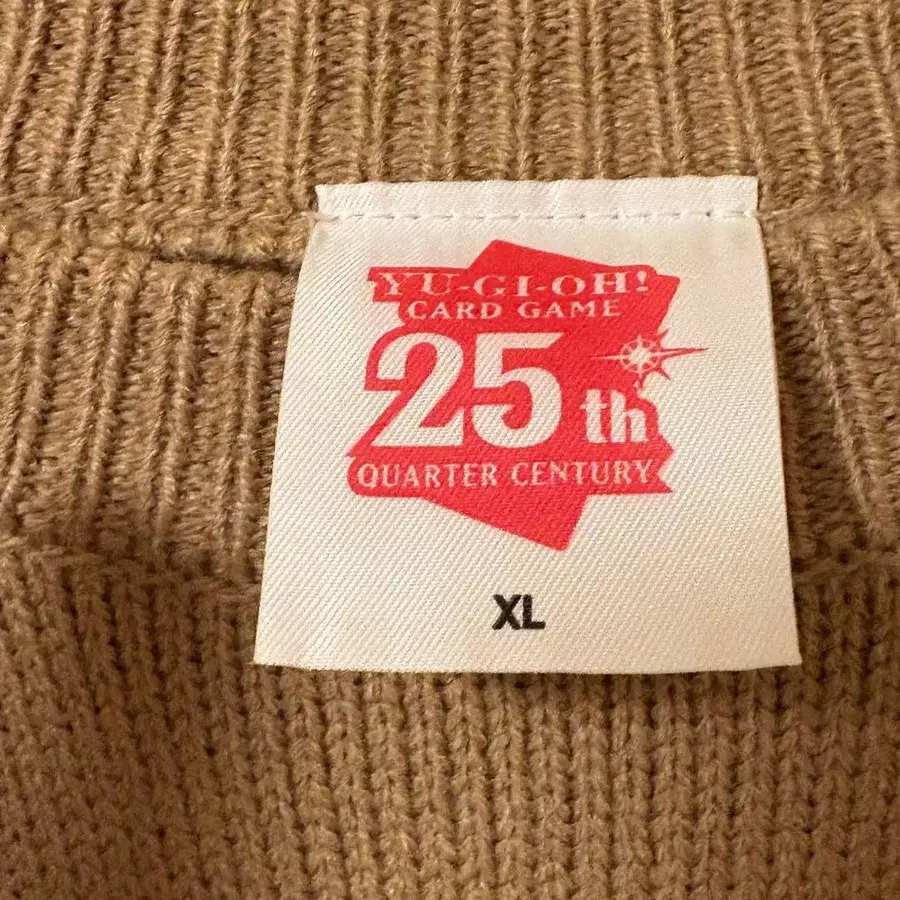 YU-GI-OH!
CARD GAME
25th
QUARTER CENTURY
XL